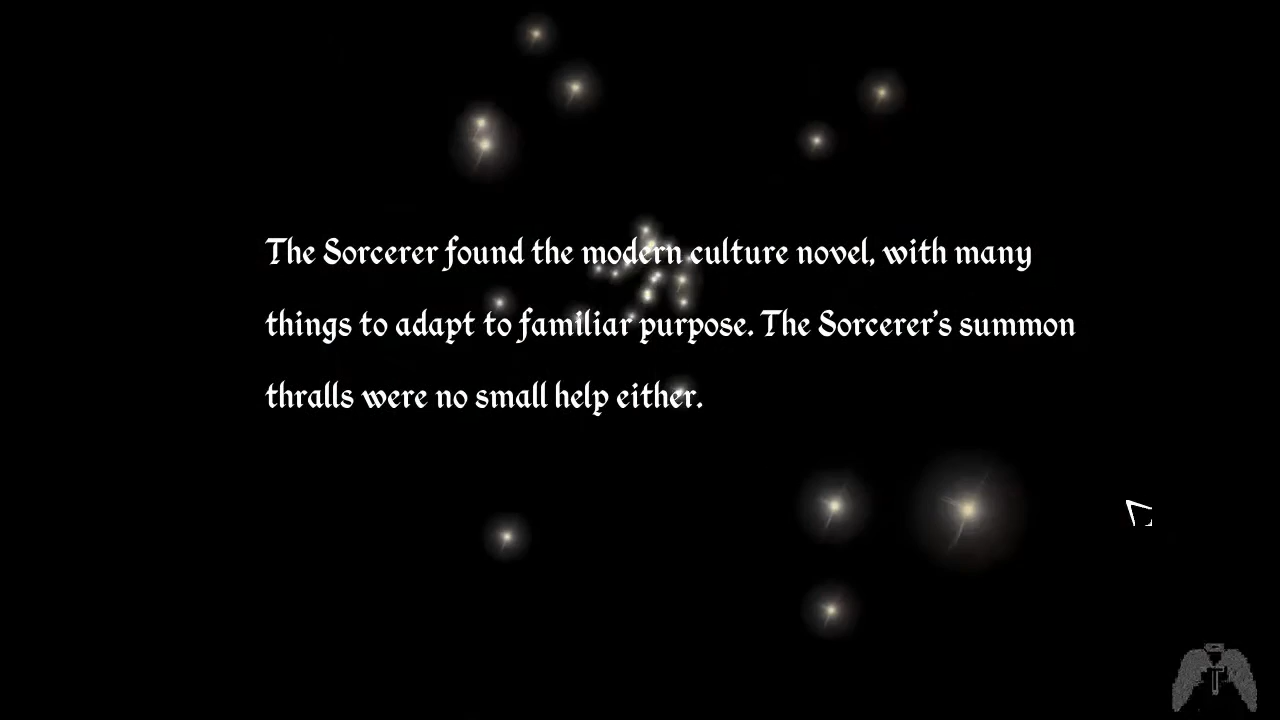 The Sorcerer found the modern culture novel, with many
things to adapt to familiar purpose. The Sorcerer's summon
thralls were no small help either.